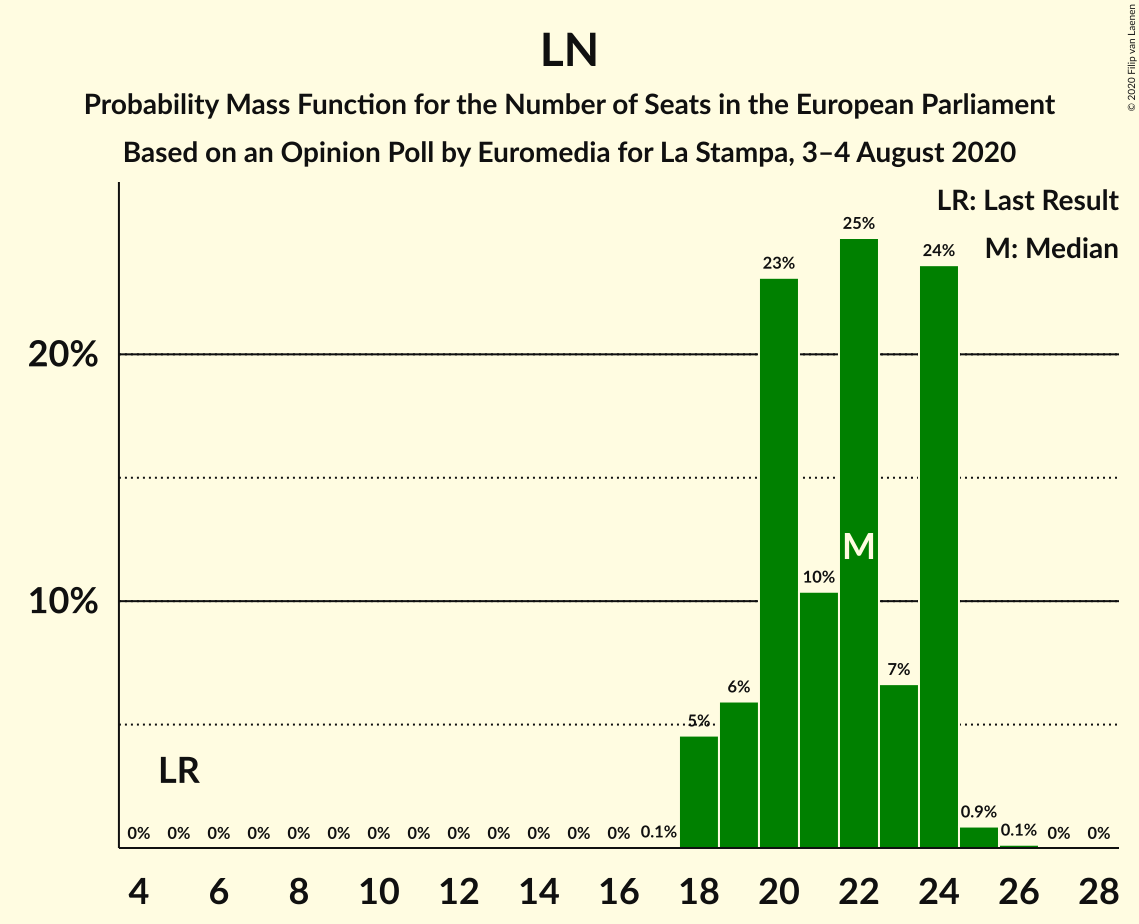 LN
Probability Mass Function for the Number of Seats in the European Parliament
Based on an Opinion Poll by Euromedia for La Stampa, 3–4 August 2020
© 2020 Filip van Laenen
LR: Last Result
M: Median
20%
10%
LR
M
0% 0% 0% 0% 0% 0% 0% 0% 0% 0% 0% 0% 0% 0.1% 5% 6% 23% 10% 25% 7% 24% 0.9% 0.1% 0% 0%
4 6 8 10 12 14 16 18 20 22 24 26 28